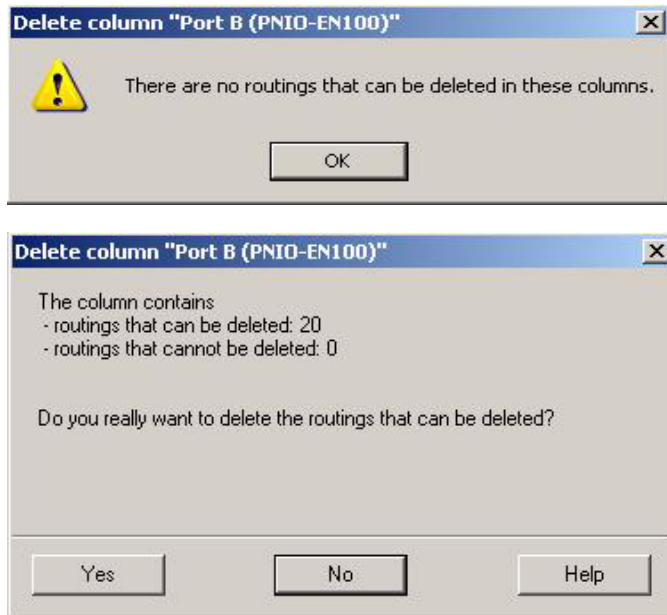 Delete column "Port B (PNIO-EN100)"
There are no routings that can be deleted in these columns.
OK
Delete column "Port B (PNIO-EN100)"
The column contains
- routings that can be deleted: 20
- routings that cannot be deleted: 0
Do you really want to delete the routings that can be deleted?
Yes No Help